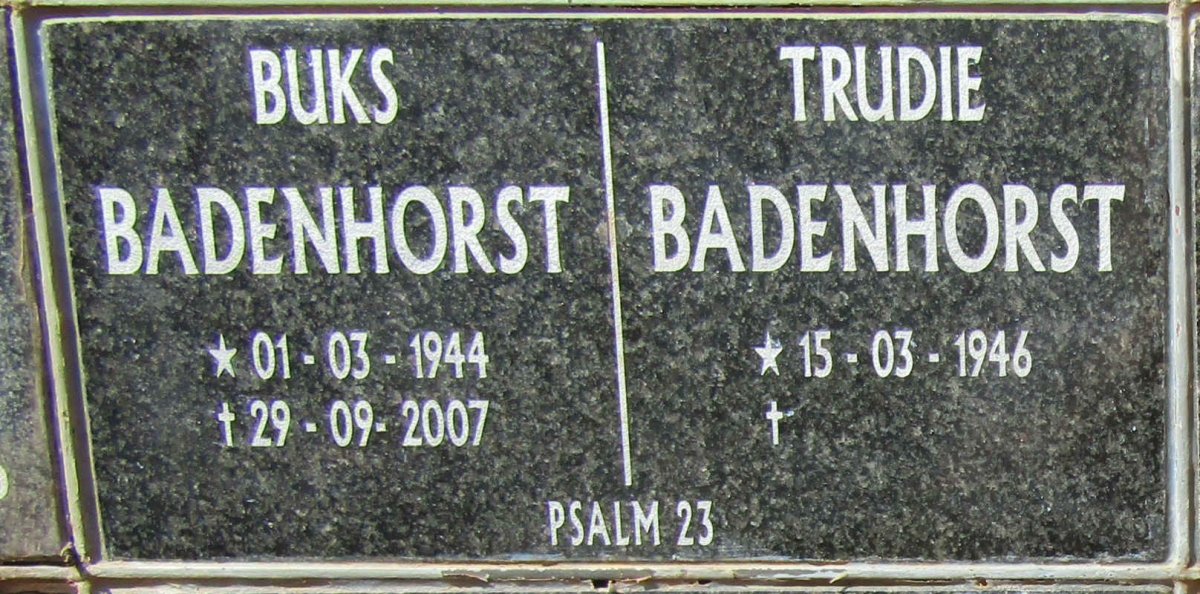 BUKS
BADENHORST
★ 01 - 03 - 1944
† 29 - 09 - 2007
TRUDIE
BADENHORST
★ 15 - 03 - 1946
†
PSALM 23